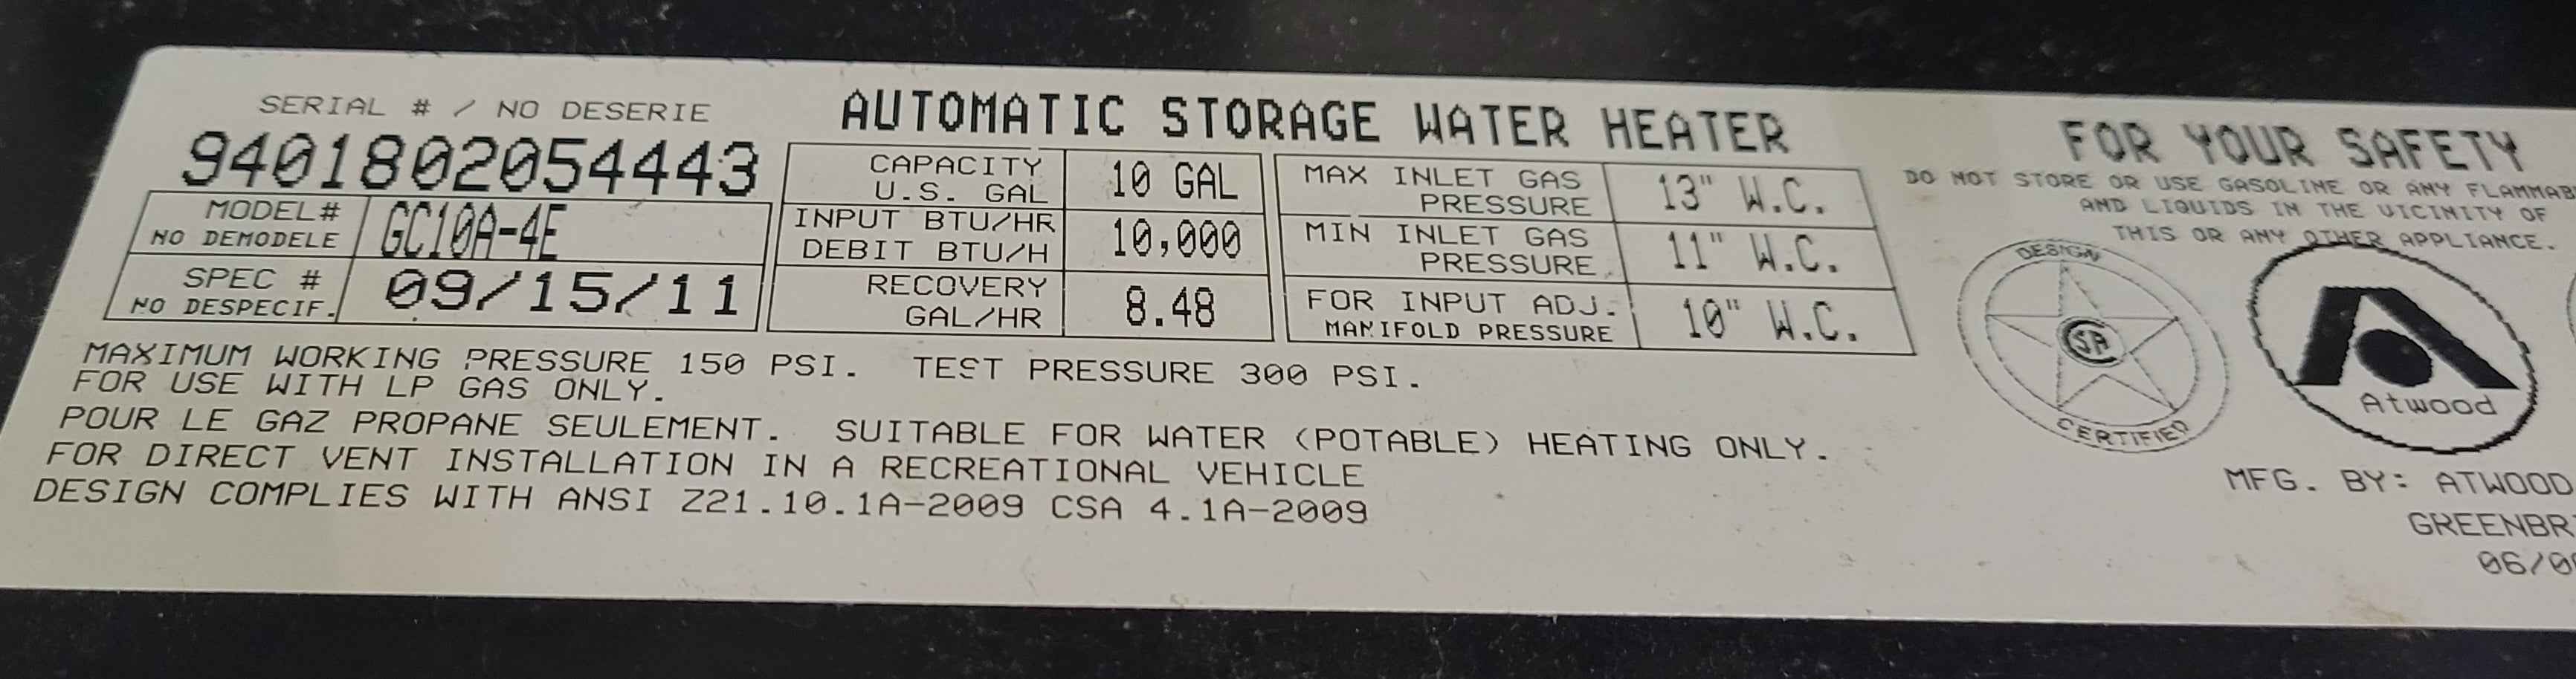 SERIAL # / NO DESERIE
9401802054443
MODEL# NO DEMODELE GC10A-4E
SPEC # NO DESPECIF. 09/15/11
AUTOMATIC STORAGE WATER HEATER
CAPACITY U.S. GAL 10 GAL
INPUT BTU/HR DEBIT BTU/H 10,000
RECOVERY GAL/HR 8.48
MAX INLET GAS PRESSURE 13" W.C.
MIN INLET GAS PRESSURE 11" W.C.
FOR INPUT ADJ. MANIFOLD PRESSURE 10" W.C.
MAXIMUM WORKING PRESSURE 150 PSI. TEST PRESSURE 300 PSI.
FOR USE WITH LP GAS ONLY.
POUR LE GAZ PROPANE SEULEMENT. SUITABLE FOR WATER (POTABLE) HEATING ONLY.
FOR DIRECT VENT INSTALLATION IN A RECREATIONAL VEHICLE
DESIGN COMPLIES WITH ANSI Z21.10.1A-2009 CSA 4.1A-2009
FOR YOUR SAFETY
DO NOT STORE OR USE GASOLINE OR ANY FLAMMAB
AND LIQUIDS IN THE VICINITY OF
THIS OR ANY OTHER APPLIANCE.
DESIGN
CSA
CERTIFIED
Atwood
MFG. BY: ATWOOD
GREENBR
06/0